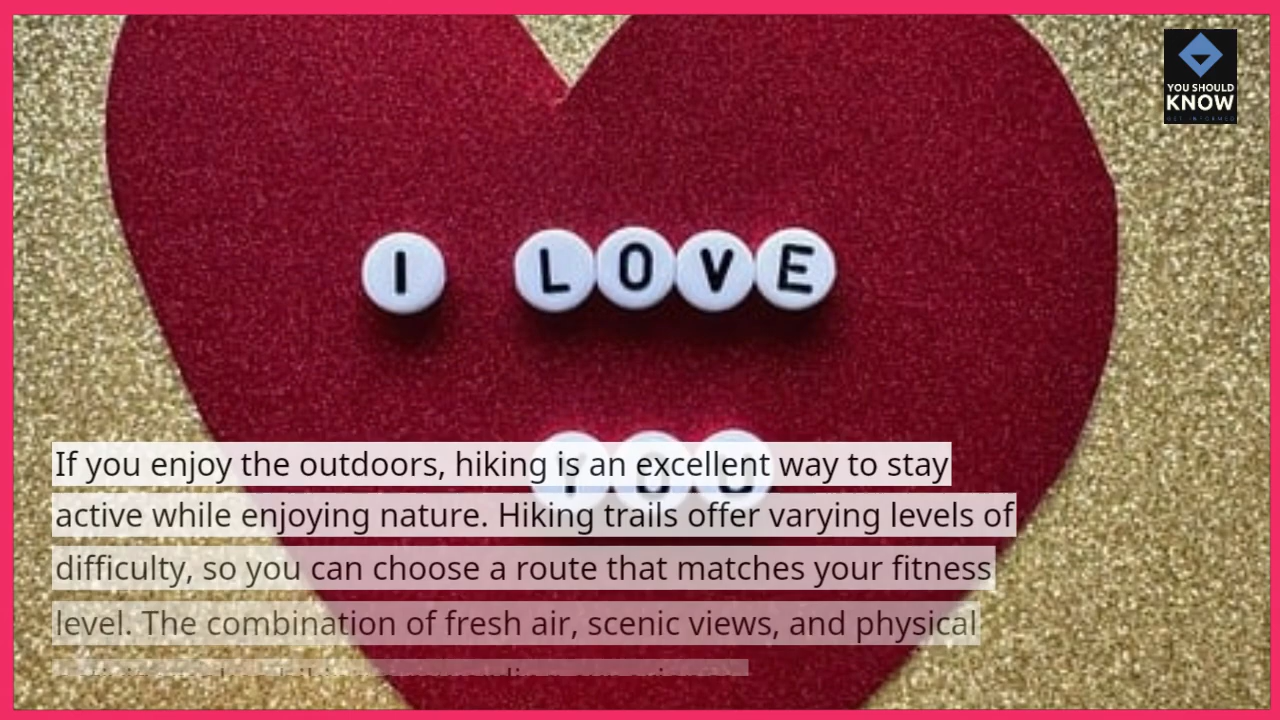 YOU SHOULD
KNOW
GET INFORMED
I LOVE
YOU
If you enjoy the outdoors, hiking is an excellent way to stay
active while enjoying nature. Hiking trails offer varying levels of
difficulty, so you can choose a route that matches your fitness
level. The combination of fresh air, scenic views, and physical